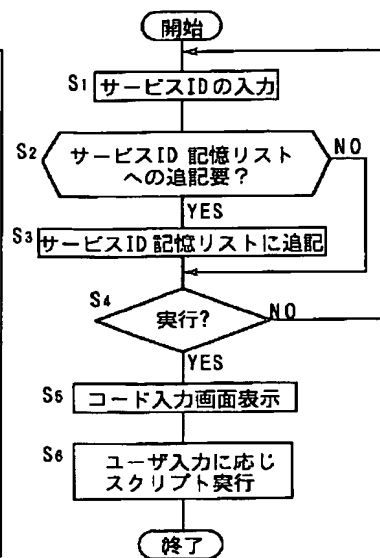 開始
S1 サービスIDの入力
S2 サービスID 記憶リスト
への追記要?
NO
YES
S3 サービスID 記憶リストに追記
S4 実行?
NO
YES
S5 コード入力画面表示
S6 ユーザ入力に応じ
スクリプト実行
終了